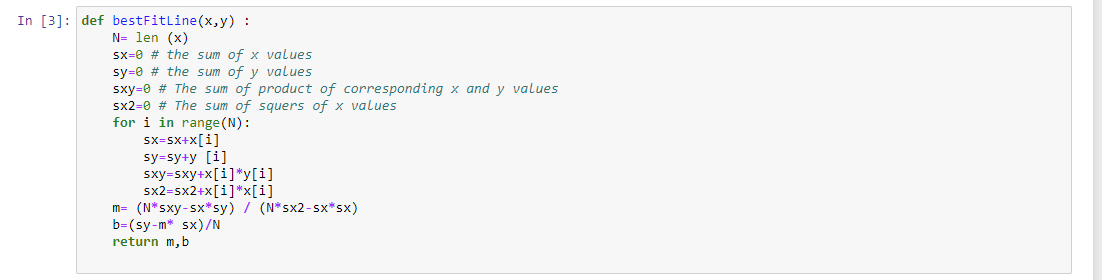 In [3]: def bestFitLine(x,y) :
    N= len (x)
    sx=0 # the sum of x values
    sy=0 # the sum of y values
    sxy=0 # The sum of product of corresponding x and y values
    sx2=0 # The sum of squers of x values
    for i in range(N):
        sx=sx+x[i]
        sy=sy+y [i]
        sxy=sxy+x[i]*y[i]
        sx2=sx2+x[i]*x[i]
    m= (N*sxy-sx*sy) / (N*sx2-sx*sx)
    b=(sy-m* sx)/N
    return m,b